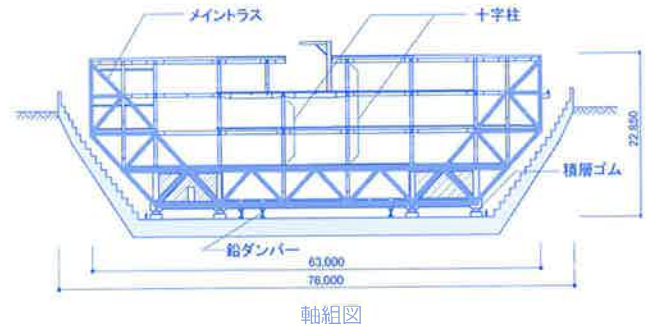 メイントラス
十字柱
22,850
積層ゴム
鉛ダンパー
63,000
76,000
軸組図